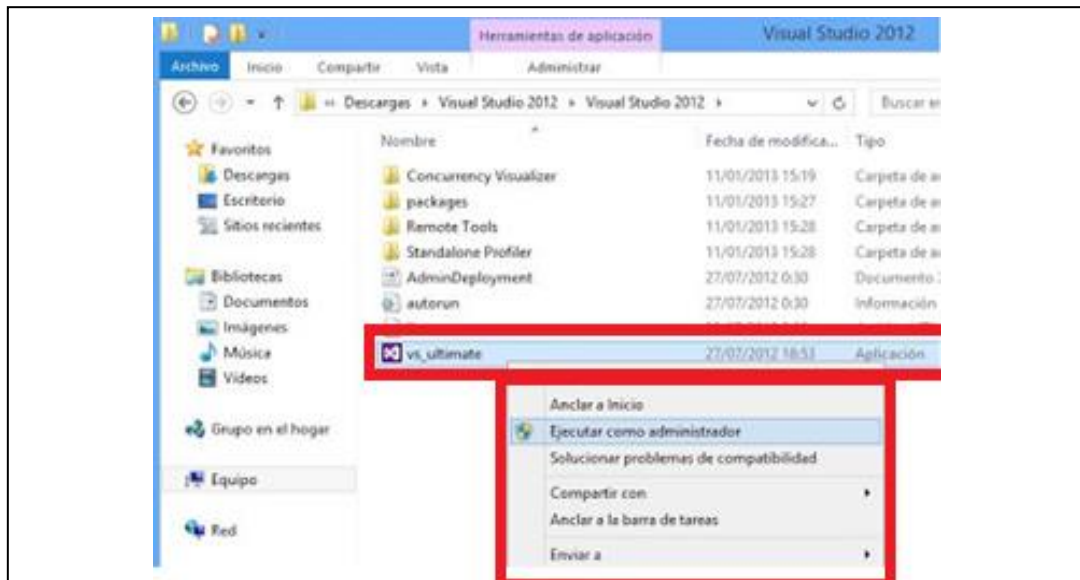 Herramientas de aplicación Visual Studio 2012
Archivo Inicio Compartir Vista Administrar
Descargas Visual Studio 2012 Visual Studio 2012 Buscar
Favoritos
Descargas
Escritorio
Sitios recientes
Bibliotecas
Documentos
Imágenes
Música
Vídeos
Grupo en el hogar
Equipo
Red
Nombre Fecha de modifica... Tipo
Concurrency Visualizer 11/01/2013 15:19 Carpeta de
packages 11/01/2013 15:27 Carpeta de
Remote Tools 11/01/2013 15:28 Carpeta de
Standalone Profiler 11/01/2013 15:28 Carpeta de
AdminDeployment 27/07/2012 0:30 Documento
autorun 27/07/2012 0:30 Información
vs_ultimate 27/07/2012 18:53 Aplicación
Anclar a Inicio
Ejecutar como administrador
Solucionar problemas de compatibilidad
Compartir con
Anclar a la barra de tareas
Enviar a